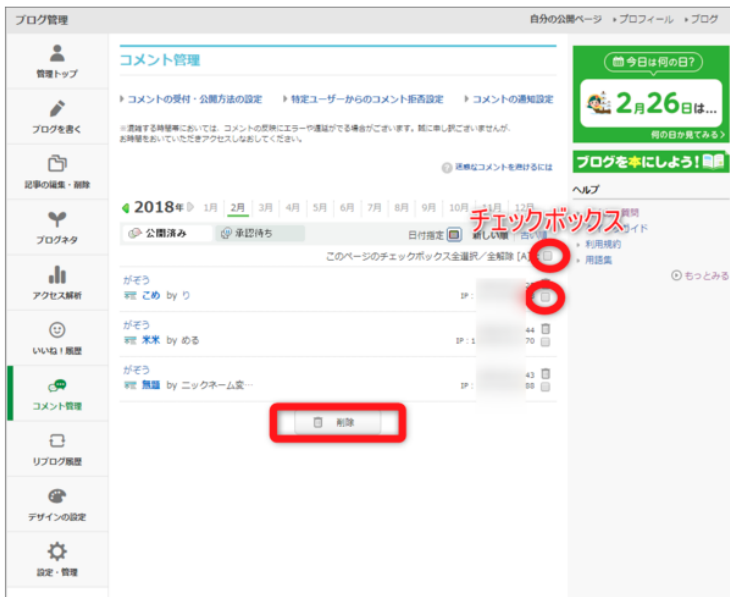 ブログ管理
自分の公開ページ ▸プロフィール ▸ブログ
管理トップ
ブログを書く
記事の編集・削除
ブログネタ
アクセス解析
いいね!履歴
コメント管理
リブログ履歴
デザインの設定
設定・管理
コメント管理
コメントの受付・公開方法の設定 特定ユーザーからのコメント拒否設定 コメントの通知設定
※混雑する時間帯においては、コメントの反映にエラーや遅延がでる場合がございます。誠に申し訳ございませんが、
お時間をおいていただきアクセスしなおしてください。
迷惑なコメントを避けるには
2018年 1月 2月 3月 4月 5月 6月 7月 8月 9月 10月 11月 12月
チェックボックス
公開済み 承認待ち 日付指定 新しい順 古い順
このページのチェックボックス全選択/全解除 [A]
がぞう
こめ by り IP:
がぞう 44
米米 by める IP:1 70
がぞう 43
無題 by ニックネーム変… IP: 88
削除
今日は何の日?
2月26日は...
何の日か見てみる>
ブログを本にしよう!
ヘルプ
質問
イド
利用規約
用語集
もっとみる